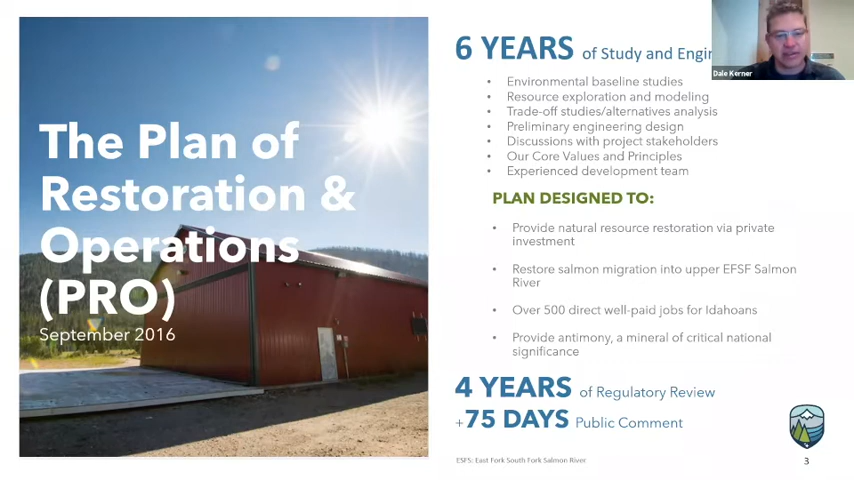 The Plan of
Restoration &
Operations
(PRO)
September 2016
6 YEARS of Study and Engin
Dale Kerner
• Environmental baseline studies
• Resource exploration and modeling
• Trade-off studies/alternatives analysis
• Preliminary engineering design
• Discussions with project stakeholders
• Our Core Values and Principles
• Experienced development team
PLAN DESIGNED TO:
• Provide natural resource restoration via private
investment
• Restore salmon migration into upper EFSF Salmon
River
• Over 500 direct well-paid jobs for Idahoans
• Provide antimony, a mineral of critical national
significance
4 YEARS of Regulatory Review
+75 DAYS Public Comment
ESFS: East Fork South Fork Salmon River
3